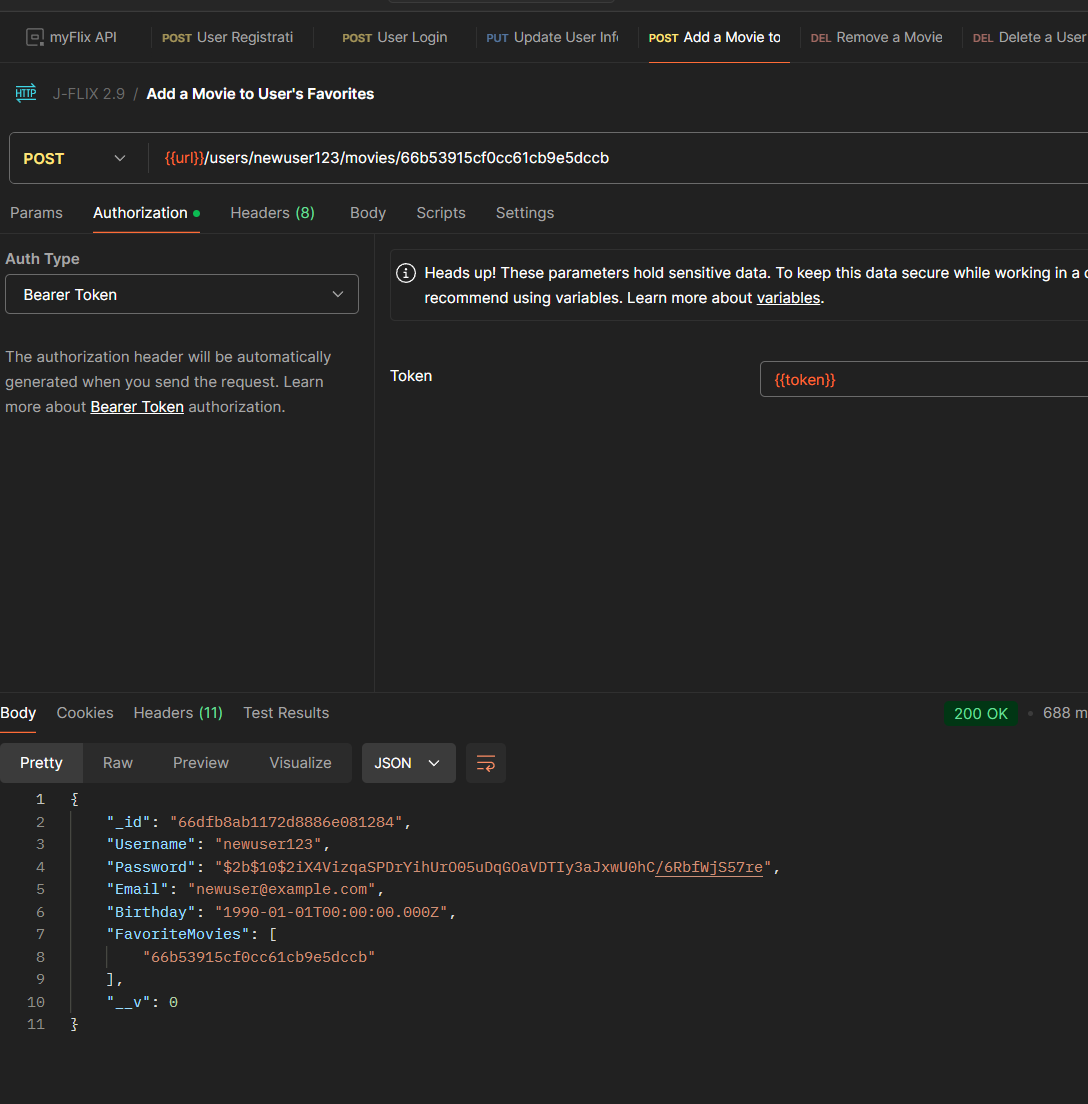 myFlix API POST User Registrati POST User Login PUT Update User Inf POST Add a Movie to DEL Remove a Movie DEL Delete a User
HTTP J-FLIX 2.9 / Add a Movie to User's Favorites
POST {{url}}/users/newuser123/movies/66b53915cf0cc61cb9e5dccb
Params Authorization Headers (8) Body Scripts Settings
Auth Type
Bearer Token
The authorization header will be automatically
generated when you send the request. Learn
more about Bearer Token authorization.
Heads up! These parameters hold sensitive data. To keep this data secure while working in a
recommend using variables. Learn more about variables.
Token {{token}}
Body Cookies Headers (11) Test Results 200 OK • 688 m
Pretty Raw Preview Visualize JSON
1 {
2 "_id": "66dfb8ab1172d8886e081284",
3 "Username": "newuser123",
4 "Password": "$2b$10$2iX4VizqaSPDrYihUrO05uDqGOaVDTIy3aJxwU0hC/6RbfWjS57re",
5 "Email": "newuser@example.com",
6 "Birthday": "1990-01-01T00:00:00.000Z",
7 "FavoriteMovies": [
8 "66b53915cf0cc61cb9e5dccb"
9 ],
10 "__v": 0
11 }